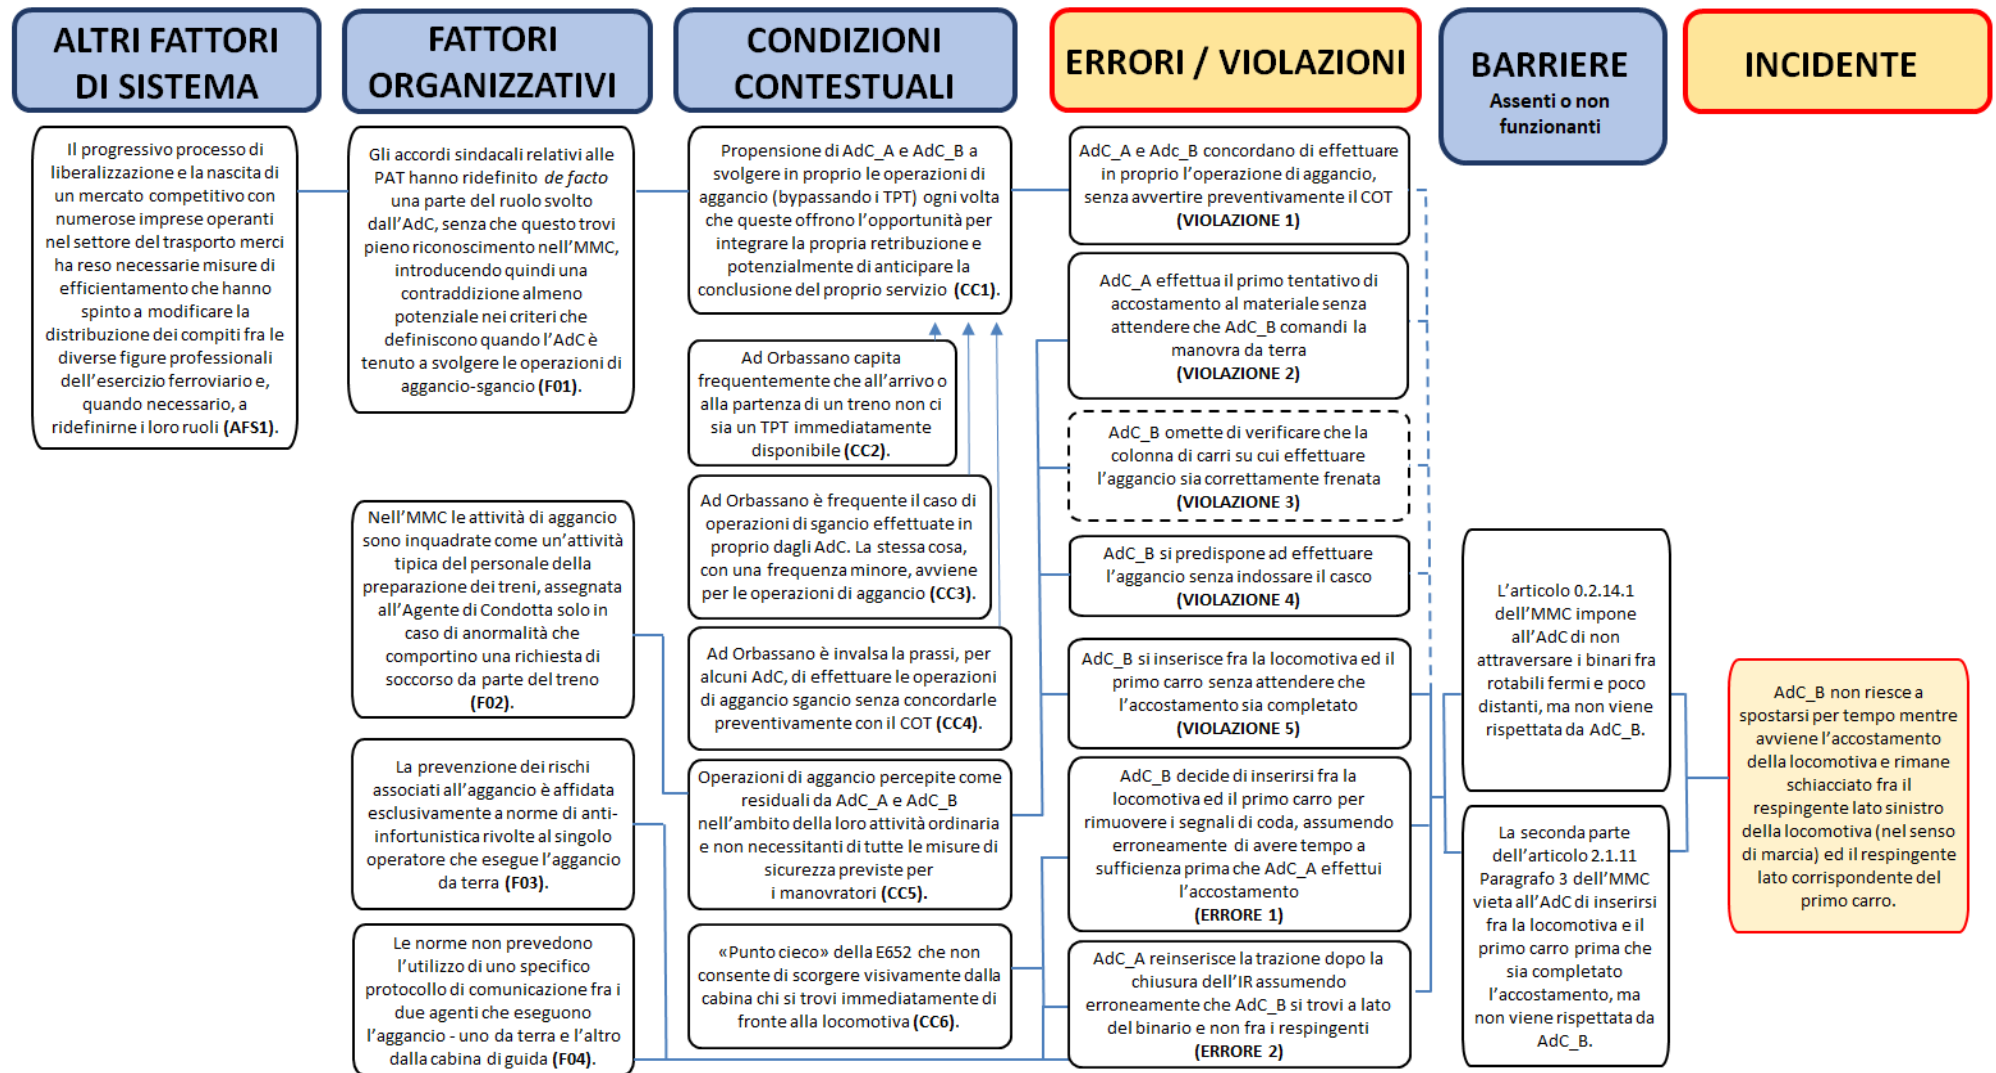 ALTRI FATTORI
DI SISTEMA
FATTORI
ORGANIZZATIVI
CONDIZIONI
CONTESTUALI
ERRORI / VIOLAZIONI
BARRIERE
Assenti o non
funzionanti
INCIDENTE
Il progressivo processo di
liberalizzazione e la nascita di
un mercato competitivo con
numerose imprese operanti
nel settore del trasporto merci
ha reso necessarie misure di
efficientamento che hanno
spinto a modificare la
distribuzione dei compiti fra le
diverse figure professionali
dell'esercizio ferroviario e,
quando necessario, a
ridefinirne i loro ruoli (AFS1).
Gli accordi sindacali relativi alle
PAT hanno ridefinito de facto
una parte del ruolo svolto
dall'AdC, senza che questo trovi
pieno riconoscimento nell'MMC,
introducendo quindi una
contraddizione almeno
potenziale nei criteri che
definiscono quando l'AdC è
tenuto a svolgere le operazioni di
aggancio-sgancio (F01).
Nell'MMC le attività di aggancio
sono inquadrate come un'attività
tipica del personale della
preparazione dei treni, assegnata
all'Agente di Condotta solo in
caso di anormalità che
comportino una richiesta di
soccorso da parte del treno
(F02).
La prevenzione dei rischi
associati all'aggancio è affidata
esclusivamente a norme di anti-
infortunistica rivolte al singolo
operatore che esegue l'aggancio
da terra (F03).
Le norme non prevedono
l'utilizzo di uno specifico
protocollo di comunicazione fra i
due agenti che eseguono
l'aggancio - uno da terra e l'altro
dalla cabina di guida (F04).
Propensione di AdC_A e AdC_B a
svolgere in proprio le operazioni di
aggancio (bypassando i TPT) ogni volta
che queste offrono l'opportunità per
integrare la propria retribuzione e
potenzialmente di anticipare la
conclusione del proprio servizio (CC1).
Ad Orbassano capita
frequentemente che all'arrivo o
alla partenza di un treno non ci
sia un TPT immediatamente
disponibile (CC2).
Ad Orbassano è frequente il caso di
operazioni di sgancio effettuate in
proprio dagli AdC. La stessa cosa,
con una frequenza minore, avviene
per le operazioni di aggancio (CC3).
Ad Orbassano è invalsa la prassi, per
alcuni AdC, di effettuare le operazioni
di aggancio sgancio senza concordarle
preventivamente con il COT (CC4).
Operazioni di aggancio percepite come
residuali da AdC_A e AdC_B
nell'ambito della loro attività ordinaria
e non necessitanti di tutte le misure di
sicurezza previste per
i manovratori (CC5).
«Punto cieco» della E652 che non
consente di scorgere visivamente dalla
cabina chi si trovi immediatamente di
fronte alla locomotiva (CC6).
AdC_A e Adc_B concordano di effettuare
in proprio l'operazione di aggancio,
senza avvertire preventivamente il COT
(VIOLAZIONE 1)
AdC_A effettua il primo tentativo di
accostamento al materiale senza
attendere che AdC_B comandi la
manovra da terra
(VIOLAZIONE 2)
AdC_B omette di verificare che la
colonna di carri su cui effettuare
l'aggancio sia correttamente frenata
(VIOLAZIONE 3)
AdC_B si predispone ad effettuare
l'aggancio senza indossare il casco
(VIOLAZIONE 4)
AdC_B si inserisce fra la locomotiva ed il
primo carro senza attendere che
l'accostamento sia completato
(VIOLAZIONE 5)
AdC_B decide di inserirsi fra la
locomotiva ed il primo carro per
rimuovere i segnali di coda, assumendo
erroneamente di avere tempo a
sufficienza prima che AdC_A effettui
l'accostamento
(ERRORE 1)
AdC_A reinserisce la trazione dopo la
chiusura dell'IR assumendo
erroneamente che AdC_B si trovi a lato
del binario e non fra i respingenti
(ERRORE 2)
L'articolo 0.2.14.1
dell'MMC impone
all'AdC di non
attraversare i binari fra
rotabili fermi e poco
distanti, ma non viene
rispettata da AdC_B.
La seconda parte
dell'articolo 2.1.11
Paragrafo 3 dell'MMC
vieta all'AdC di inserirsi
fra la locomotiva e il
primo carro prima che
sia completato
l'accostamento, ma
non viene rispettata da
AdC_B.
AdC_B non riesce a
spostarsi per tempo mentre
avviene l'accostamento
della locomotiva e rimane
schiacciato fra il
respingente lato sinistro
della locomotiva (nel senso
di marcia) ed il respingente
lato corrispondente del
primo carro.